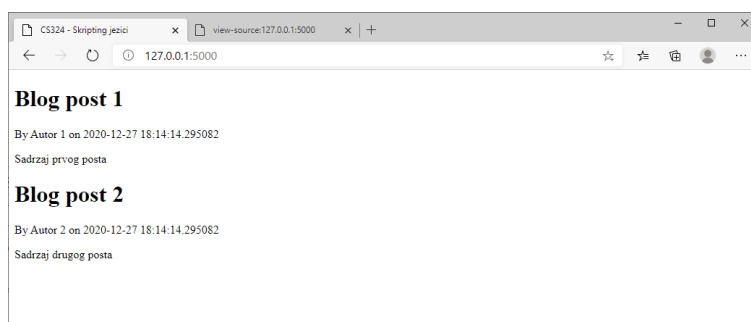 CS324 - Skripting jezici
view-source:127.0.0.1:5000
127.0.0.1:5000
Blog post 1
By Autor 1 on 2020-12-27 18:14:14.295082
Sadrzaj prvog posta
Blog post 2
By Autor 2 on 2020-12-27 18:14:14.295082
Sadrzaj drugog posta